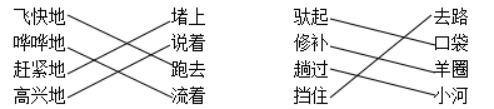 飞快地 堵上 驮起 去路
哗哗地 说着 修补 口袋
赶紧地 跑去 趟过 羊圈
高兴地 流着 挡住 小河